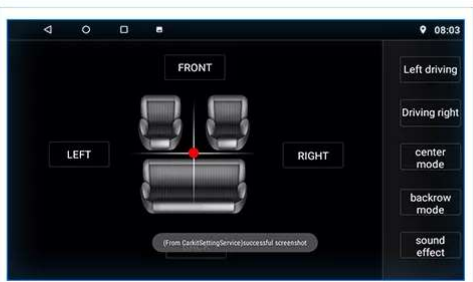 08:03
FRONT
Left driving
Driving right
LEFT
RIGHT
center
mode
backrow
mode
(From CarkitSettingService)successful screenshot
sound
effect